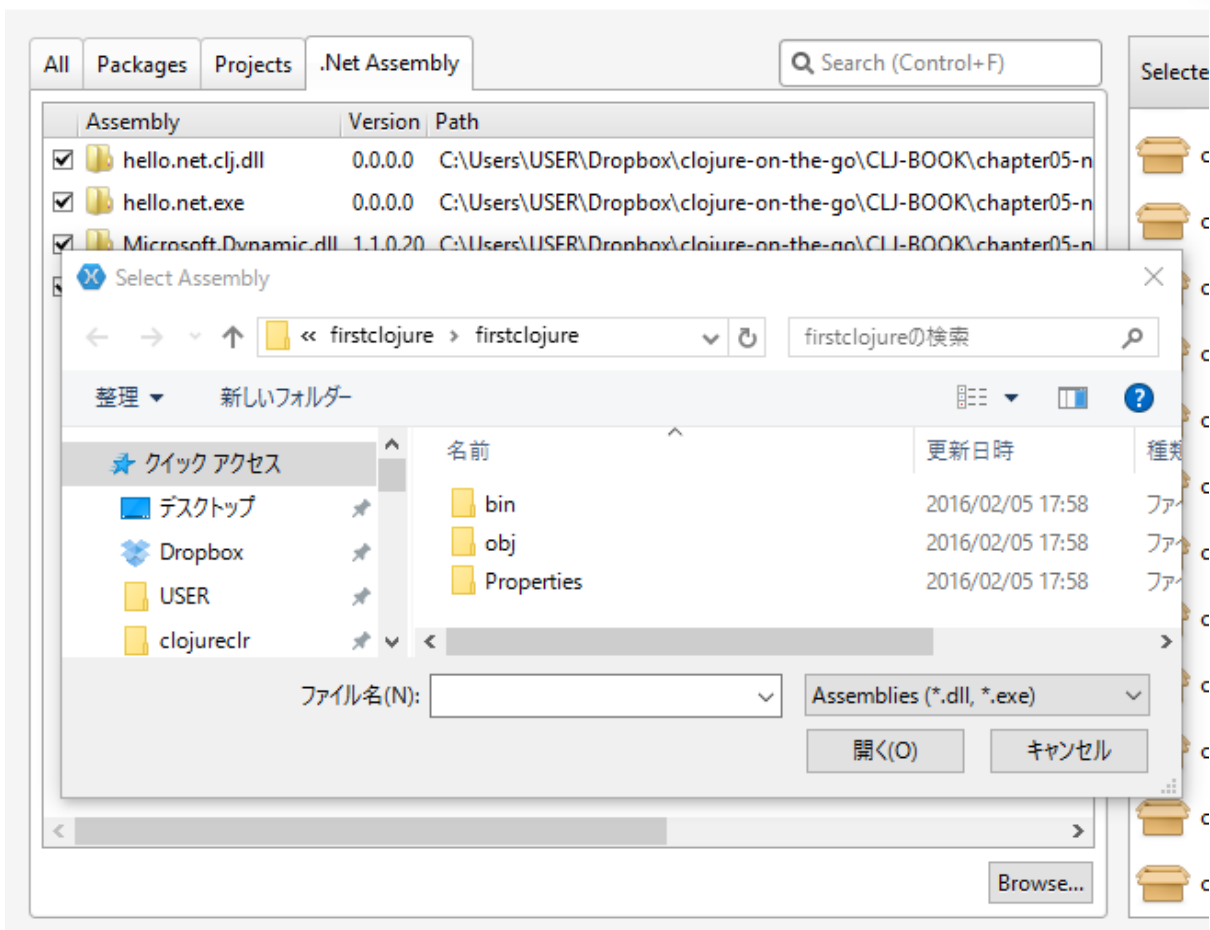 All Packages Projects .Net Assembly Search (Control+F)
Assembly Version Path
hello.net.clj.dll 0.0.0.0 C:\Users\USER\Dropbox\clojure-on-the-go\CLJ-BOOK\chapter05-n
hello.net.exe 0.0.0.0 C:\Users\USER\Dropbox\clojure-on-the-go\CLJ-BOOK\chapter05-n
Microsoft.Dynamic.dll 1.1.0.20 C:\Users\USER\Dropbox\clojure-on-the-go\CLJ-BOOK\chapter05-n
Select Assembly
« firstclojure › firstclojure firstclojureの検索
整理 新しいフォルダー
クイック アクセス
デスクトップ
Dropbox
USER
clojureclr
名前 更新日時
bin 2016/02/05 17:58
obj 2016/02/05 17:58
Properties 2016/02/05 17:58
ファイル名(N): Assemblies (*.dll, *.exe)
開く(O) キャンセル
Browse...